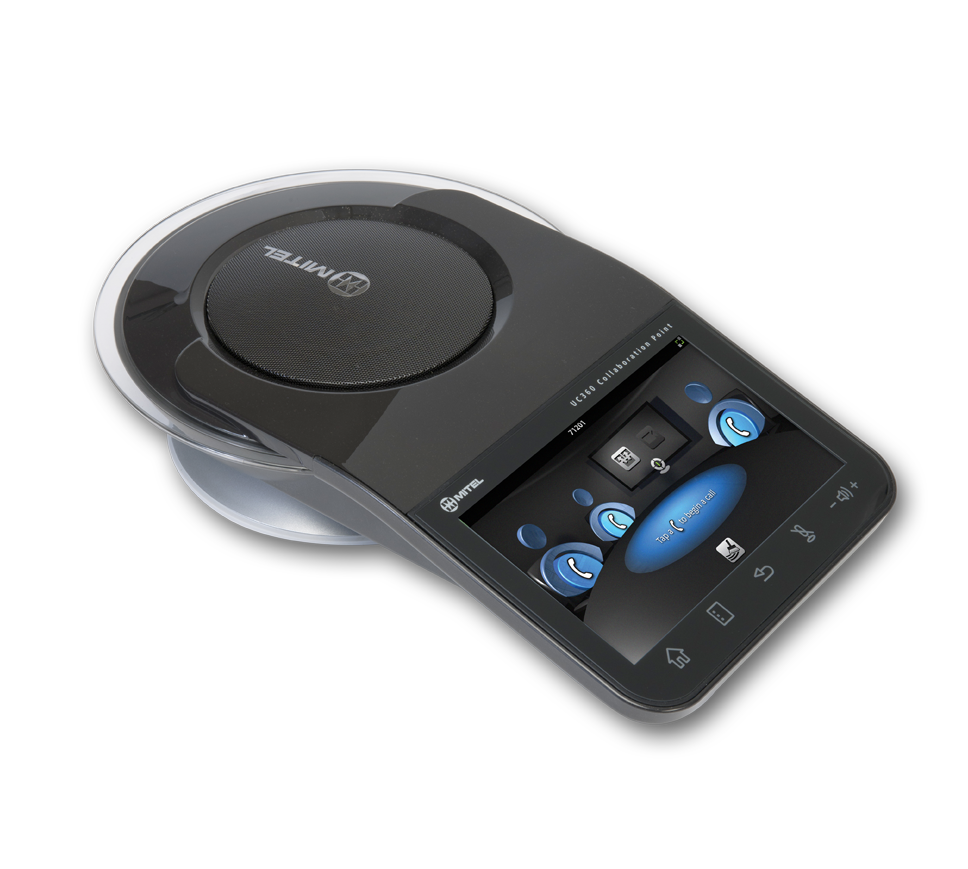 MITEL
UC360 Collaboration Point
MITEL
71201
Tap a to begin a call
- +